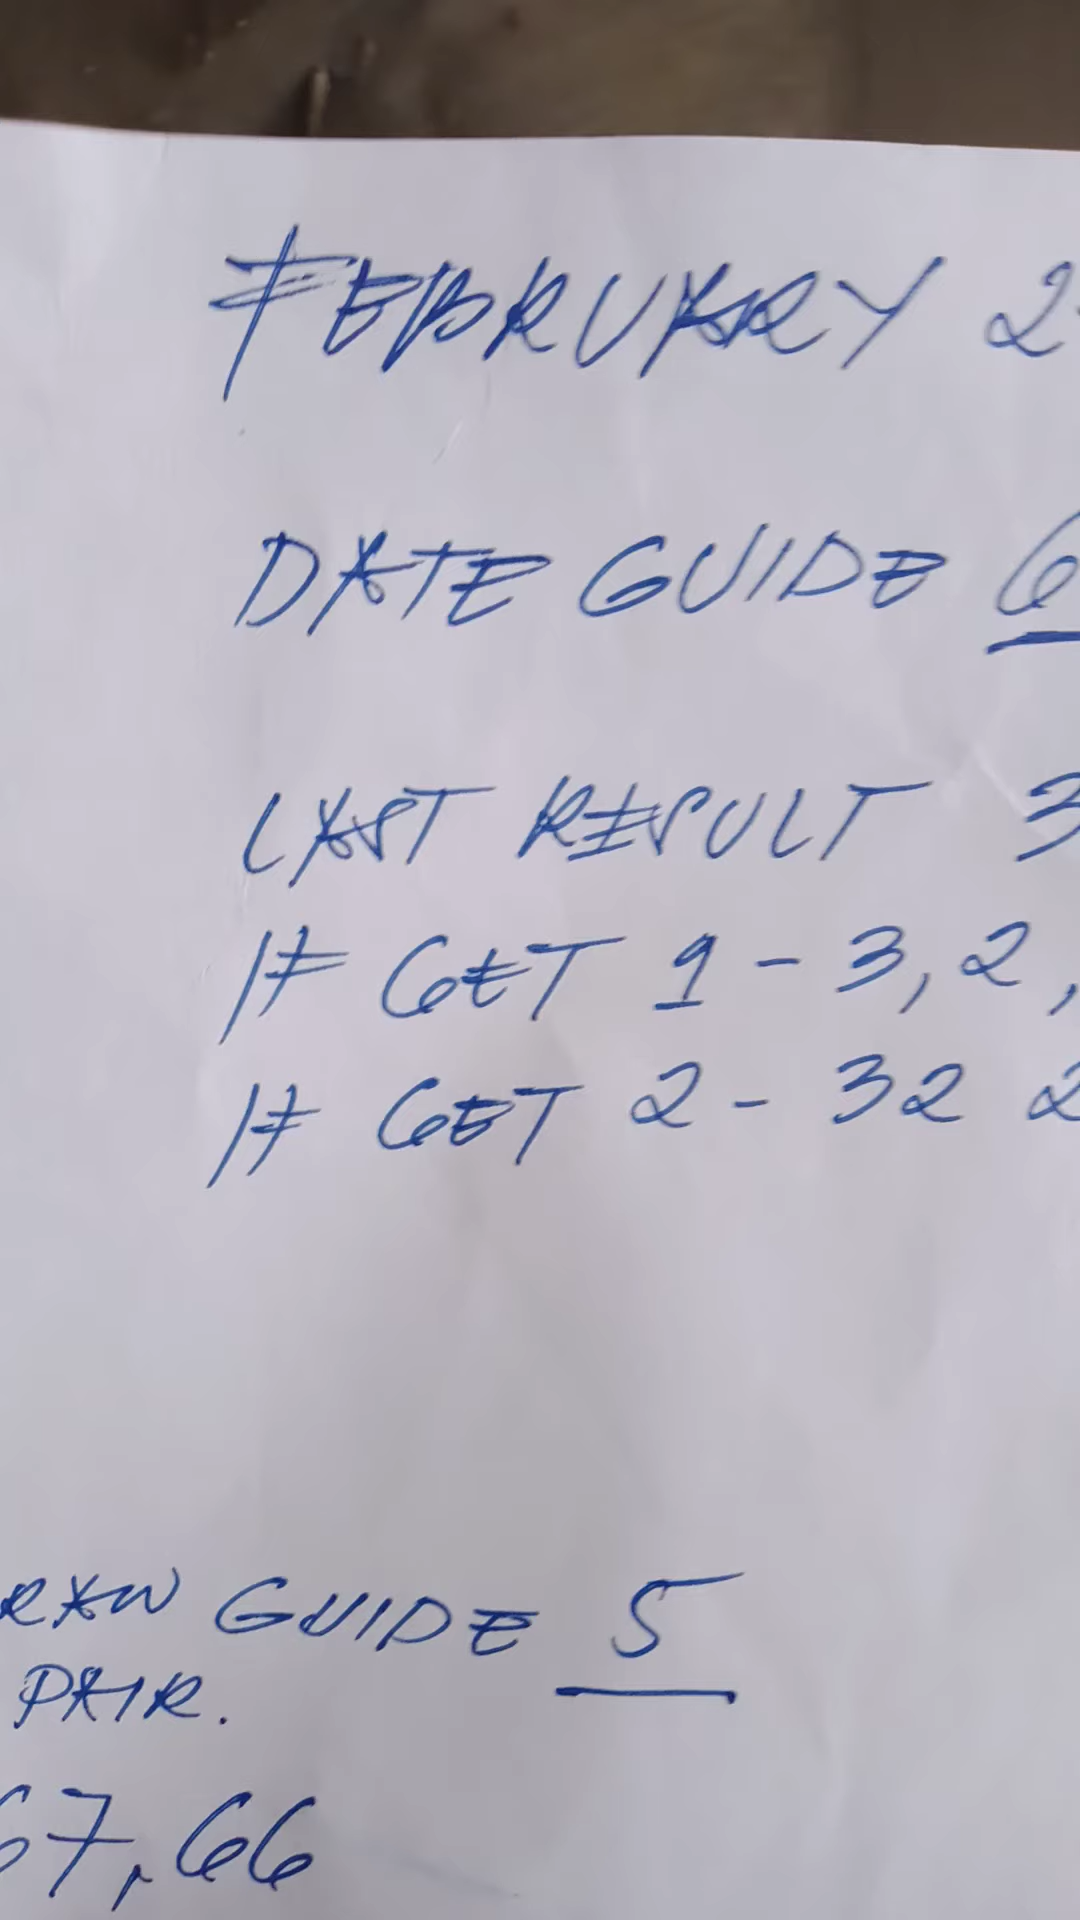 FEBRUARY 2
DATE GUIDE 6
LAST RESULT 3
IF GET 1 - 3, 2,
IF GET 2 - 32 2
RAW GUIDE 5
PAIR.
67, 66